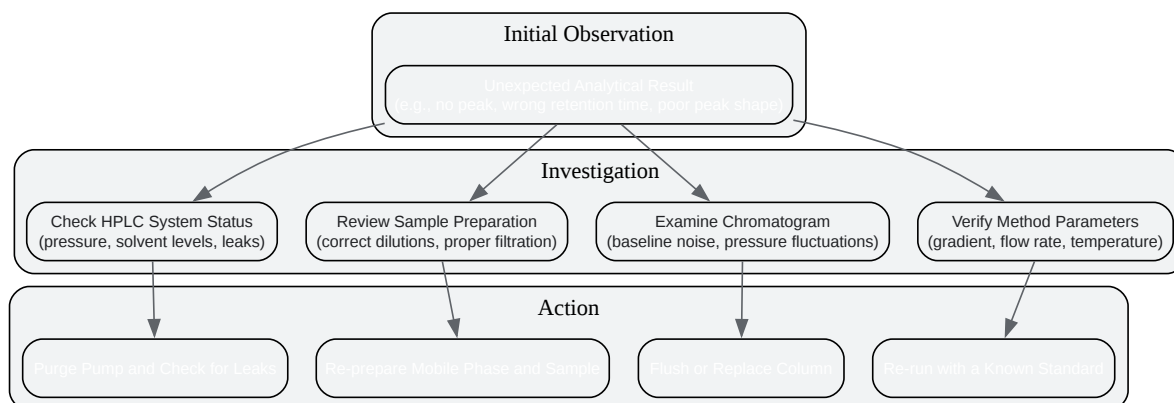 Initial Observation
Unexpected Analytical Result
(e.g., no peak, wrong retention time, poor peak shape)
Investigation
Check HPLC System Status
(pressure, solvent levels, leaks)
Review Sample Preparation
(correct dilutions, proper filtration)
Examine Chromatogram
(baseline noise, pressure fluctuations)
Verify Method Parameters
(gradient, flow rate, temperature)
Action
Purge Pump and Check for Leaks
Re-prepare Mobile Phase and Sample
Flush or Replace Column
Re-run with a Known Standard